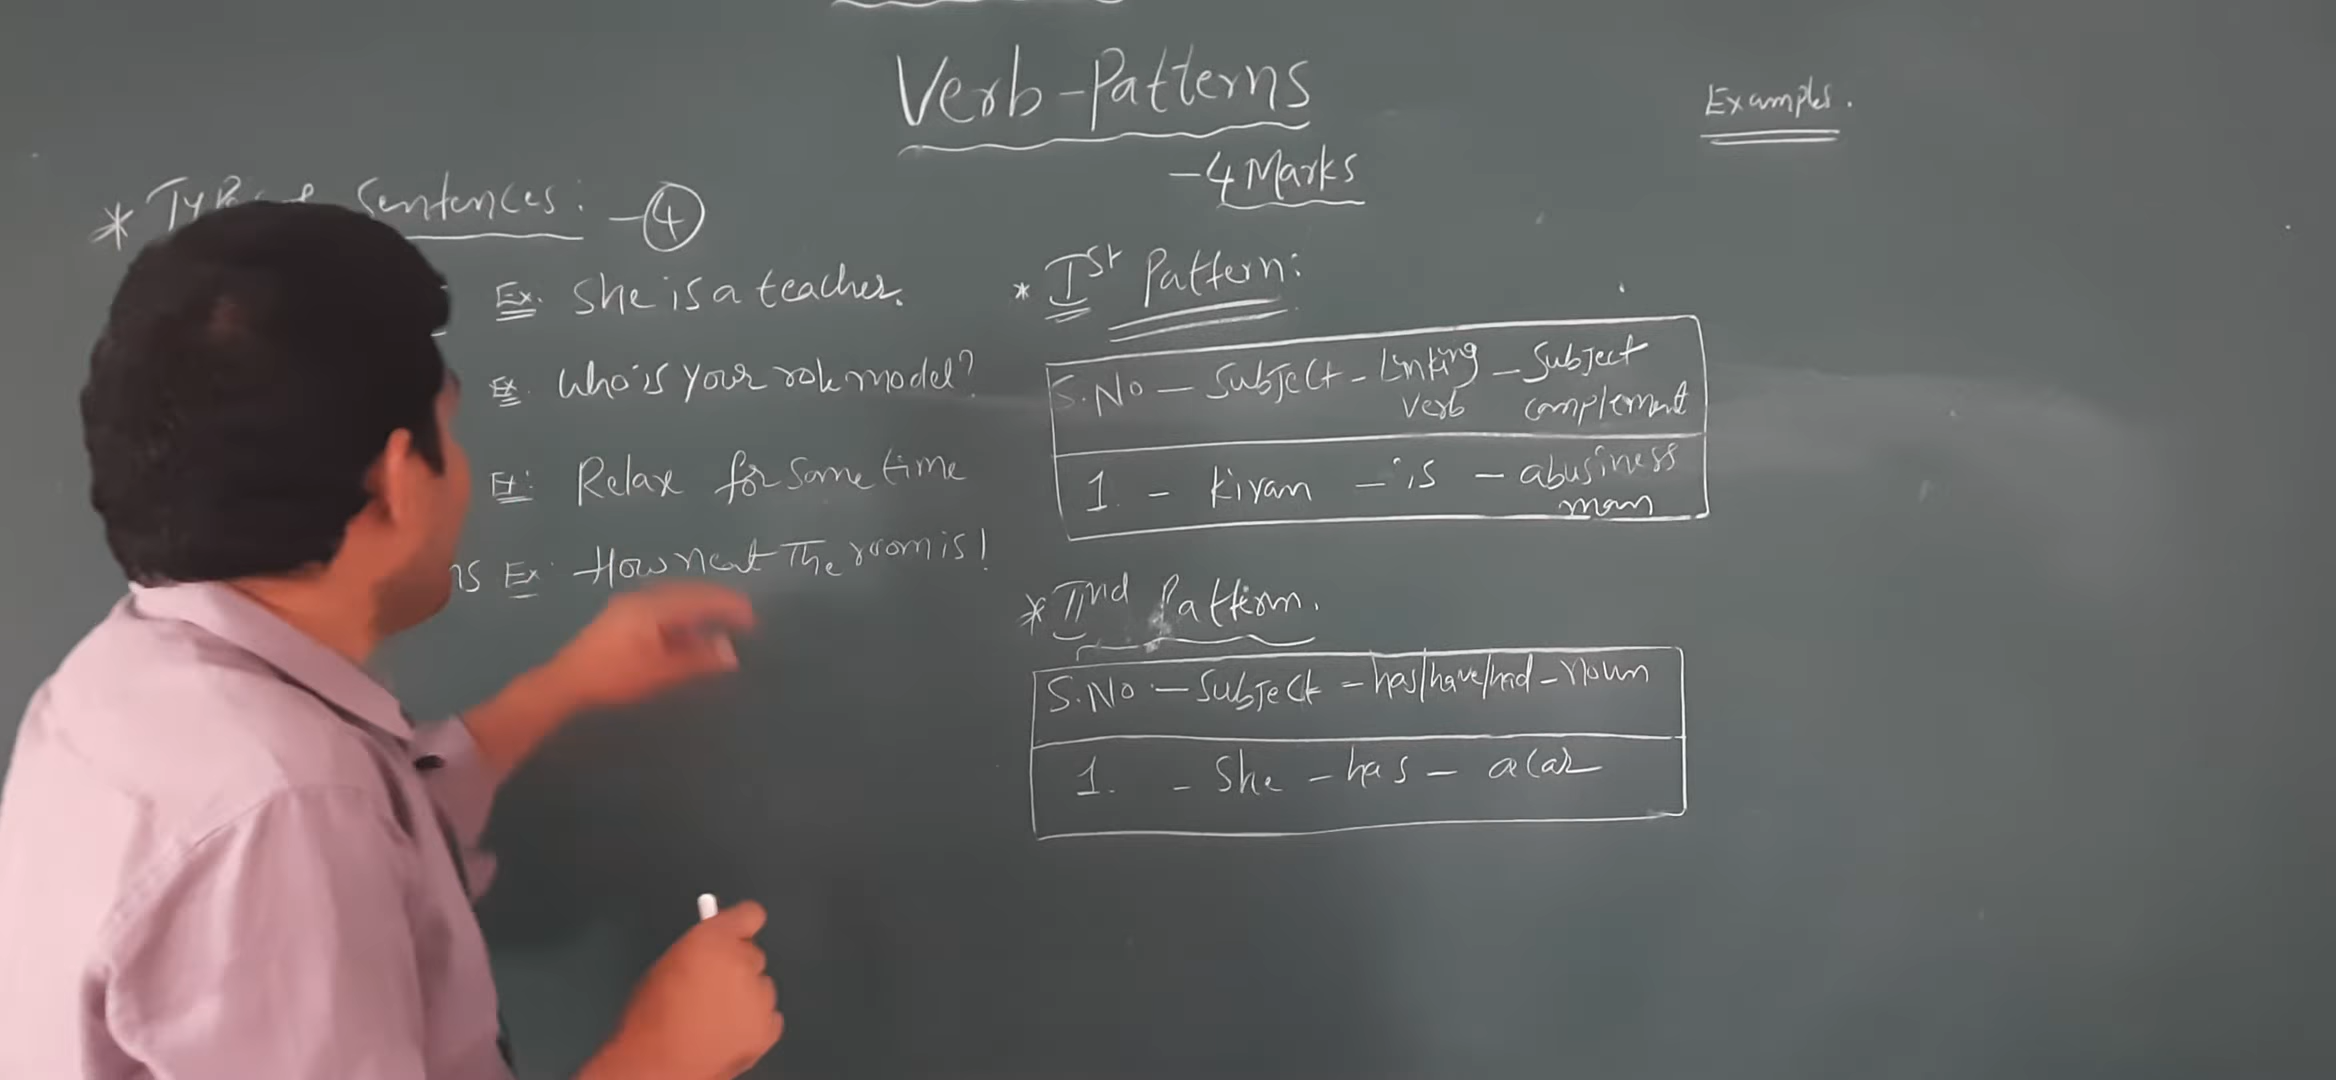 Verb-Patterns
- 4 Marks
Examples.
* Types of Sentences: - 4
Ex. She is a teacher.
Ex. Who is your role model?
Ex: Relax for some time
ns Ex: How neat The room is!
* Ist Pattern:
S.No - Subject - Linking verb - Subject complement
1. - Kiran - is - a business man
* IInd Pattern.
S.No - Subject - has/have/had - Noun
1. - She - has - a car